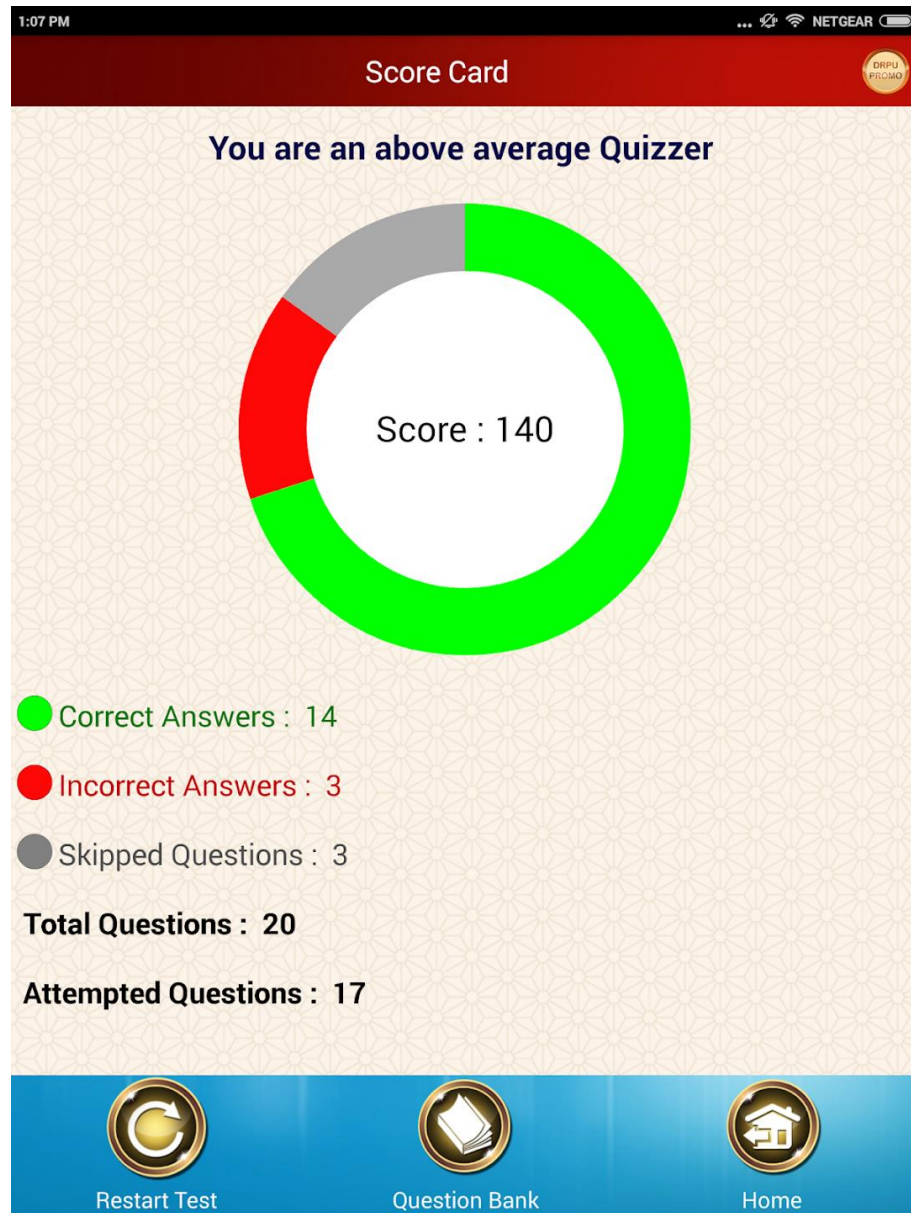 1:07 PM ... NETGEAR
Score Card
DRPU
PROMO
You are an above average Quizzer
Score : 140
Correct Answers : 14
Incorrect Answers : 3
Skipped Questions : 3
Total Questions : 20
Attempted Questions : 17
Restart Test Question Bank Home